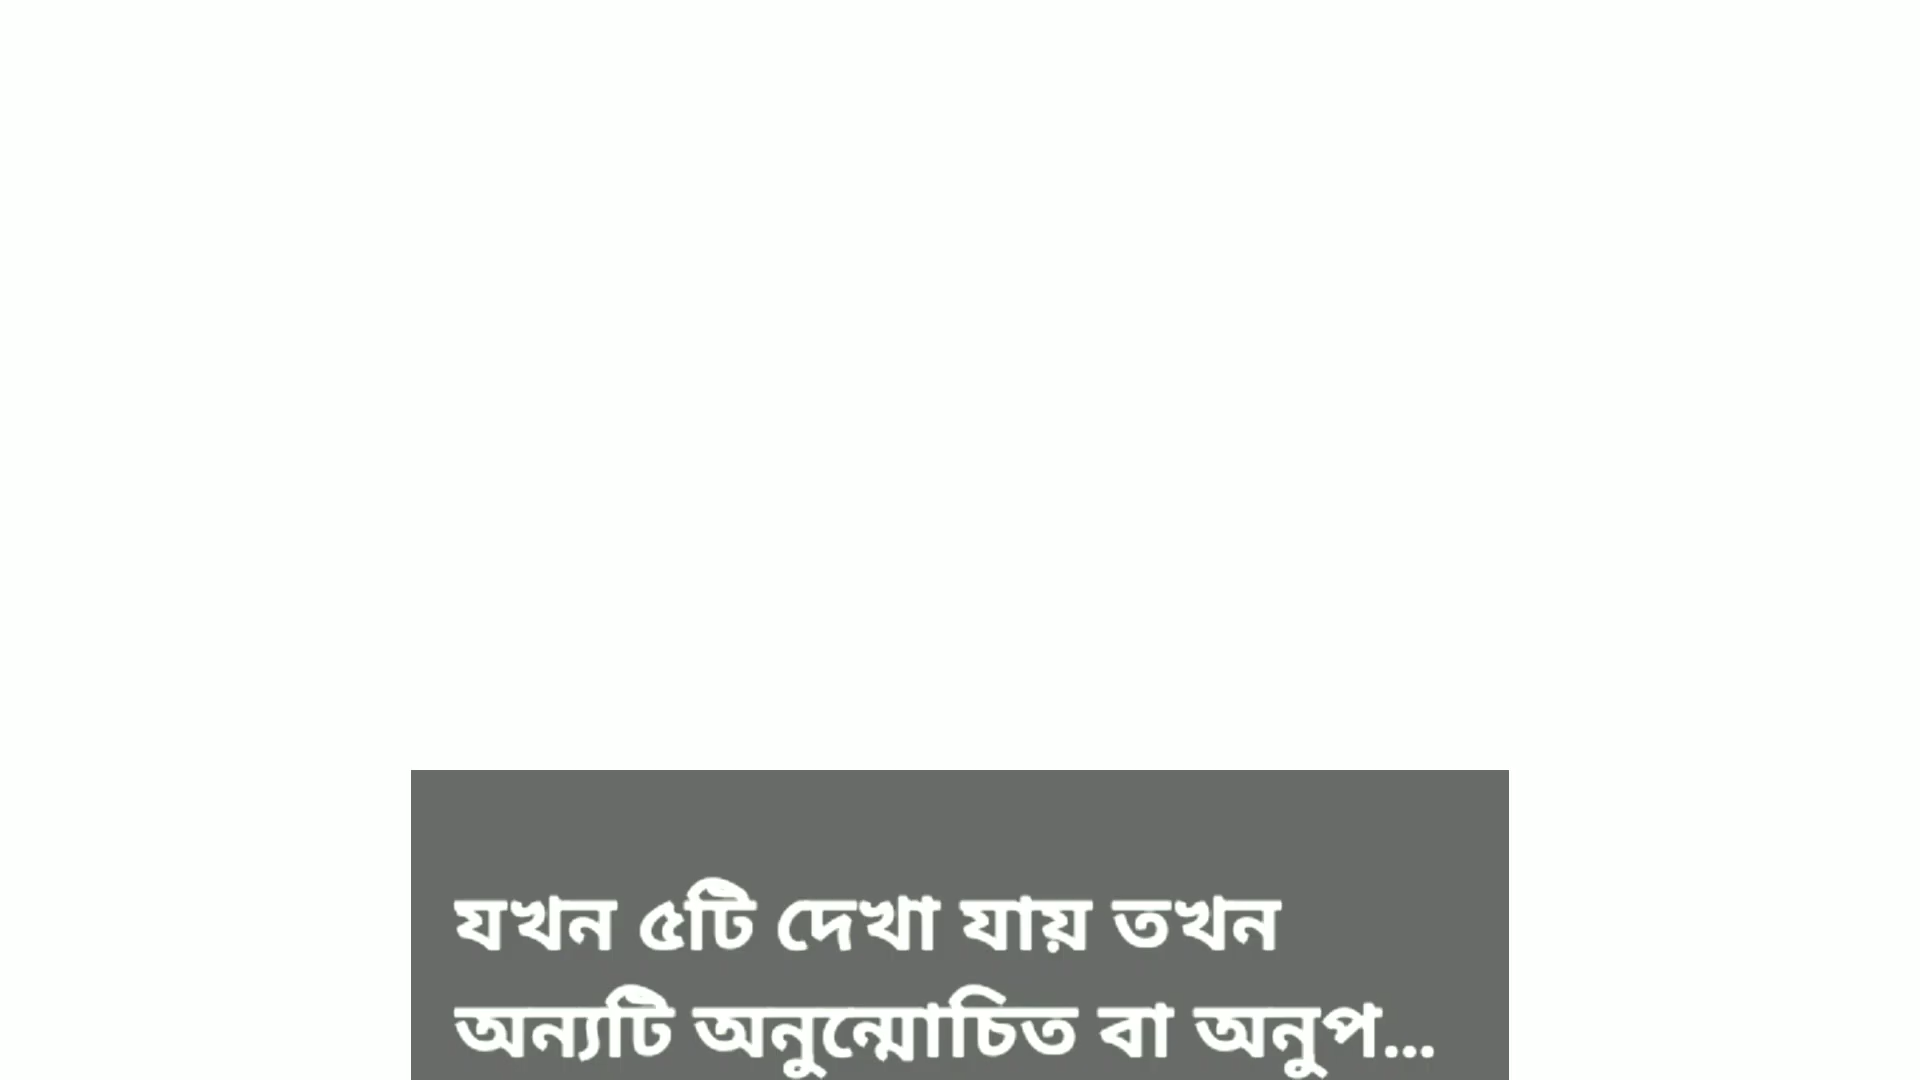 যখন ৫টি দেখা যায় তখন
অন্যটি অনুন্মোচিত বা অনুপ...